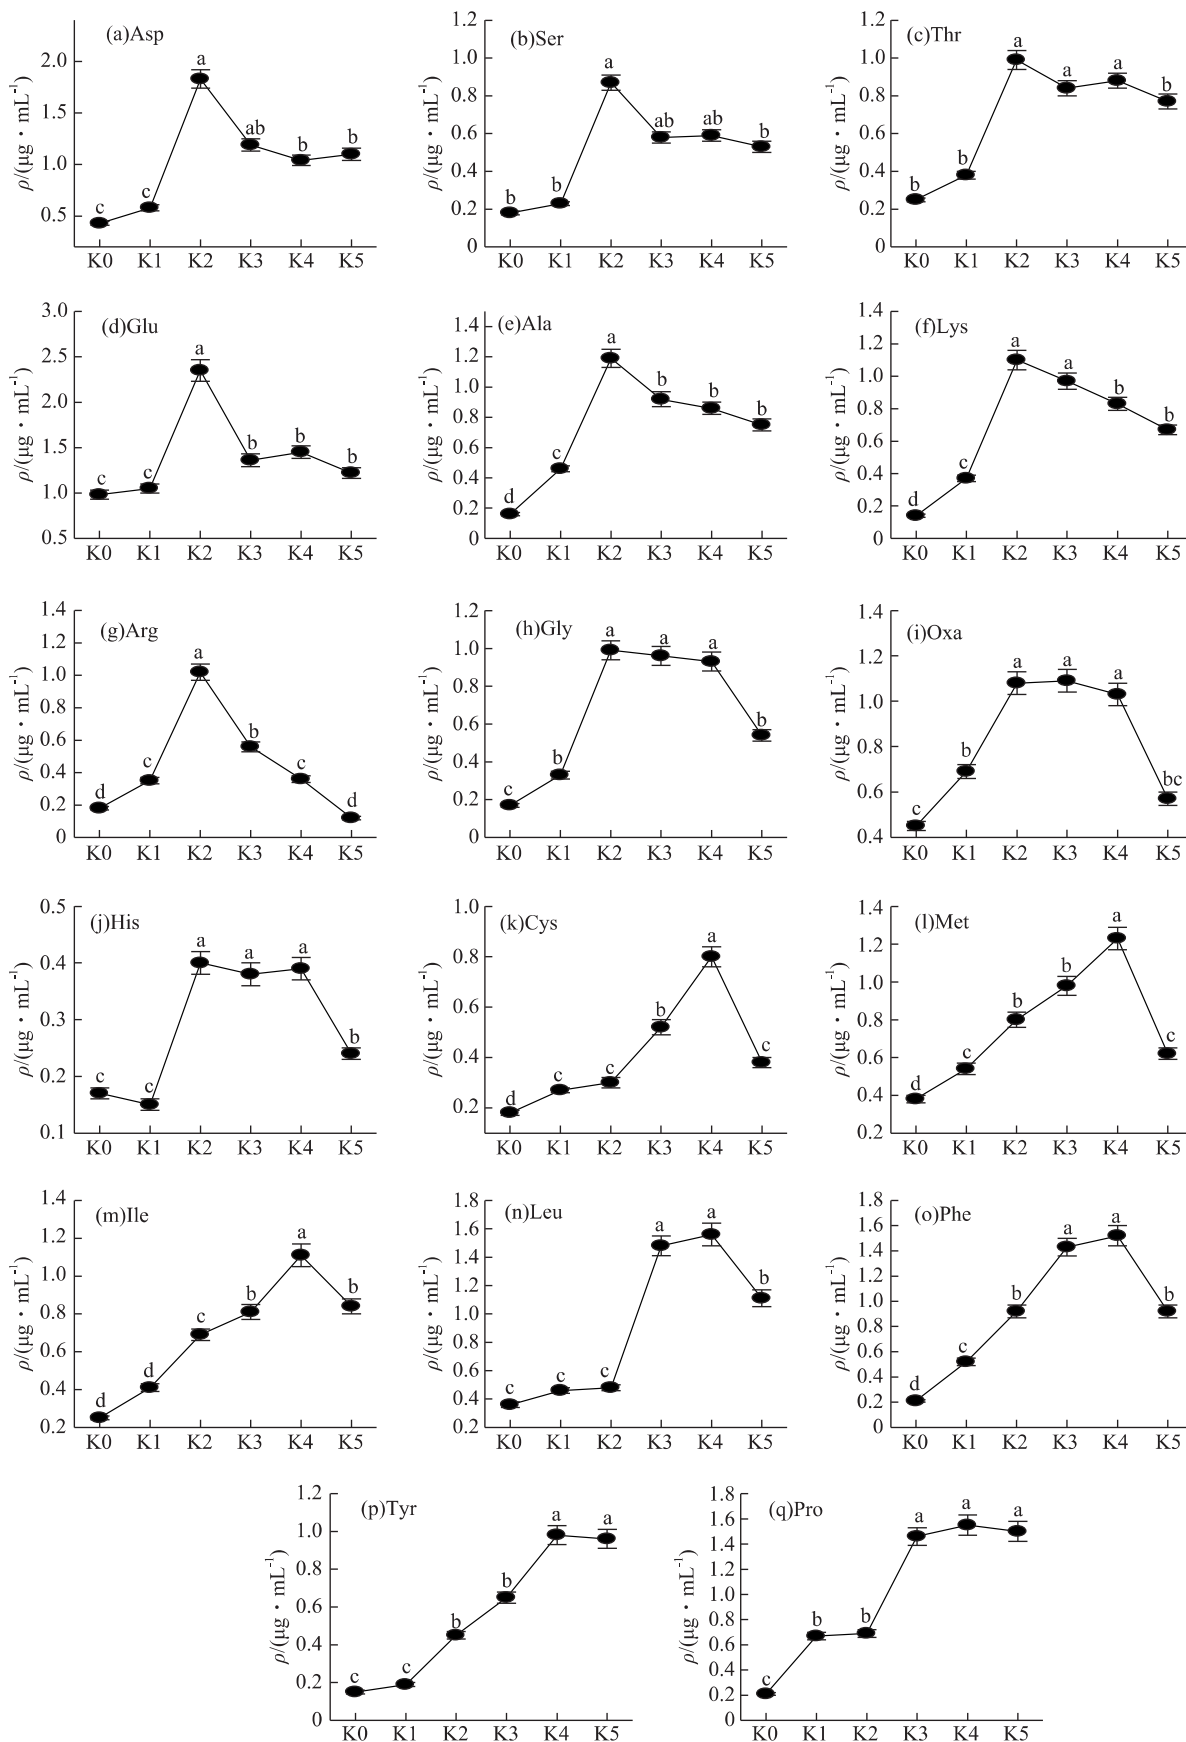 (a)Asp
ρ/(μg · mL⁻¹)
2.0
1.5
1.0
0.5
c c a ab b b
K0 K1 K2 K3 K4 K5
(b)Ser
ρ/(μg · mL⁻¹)
1.2
1.0
0.8
0.6
0.4
0.2
0
b b a ab ab b
K0 K1 K2 K3 K4 K5
(c)Thr
ρ/(μg · mL⁻¹)
1.2
1.0
0.8
0.6
0.4
0.2
0
b b a a a b
K0 K1 K2 K3 K4 K5
(d)Glu
ρ/(μg · mL⁻¹)
3.0
2.5
2.0
1.5
1.0
0.5
c c a b b b
K0 K1 K2 K3 K4 K5
(e)Ala
ρ/(μg · mL⁻¹)
1.4
1.2
1.0
0.8
0.6
0.4
0.2
0
d c a b b b
K0 K1 K2 K3 K4 K5
(f)Lys
ρ/(μg · mL⁻¹)
1.4
1.2
1.0
0.8
0.6
0.4
0.2
0
d c a a b b
K0 K1 K2 K3 K4 K5
(g)Arg
ρ/(μg · mL⁻¹)
1.4
1.2
1.0
0.8
0.6
0.4
0.2
0
d c a b c d
K0 K1 K2 K3 K4 K5
(h)Gly
ρ/(μg · mL⁻¹)
1.2
1.0
0.8
0.6
0.4
0.2
0
c b a a a b
K0 K1 K2 K3 K4 K5
(i)Oxa
ρ/(μg · mL⁻¹)
1.4
1.2
1.0
0.8
0.6
0.4
c b a a a bc
K0 K1 K2 K3 K4 K5
(j)His
ρ/(μg · mL⁻¹)
0.5
0.4
0.3
0.2
0.1
c c a a a b
K0 K1 K2 K3 K4 K5
(k)Cys
ρ/(μg · mL⁻¹)
1.0
0.8
0.6
0.4
0.2
d c c b a c
K0 K1 K2 K3 K4 K5
(l)Met
ρ/(μg · mL⁻¹)
1.4
1.2
1.0
0.8
0.6
0.4
0.2
d c b b a c
K0 K1 K2 K3 K4 K5
(m)Ile
ρ/(μg · mL⁻¹)
1.4
1.2
1.0
0.8
0.6
0.4
0.2
d d c b a b
K0 K1 K2 K3 K4 K5
(n)Leu
ρ/(μg · mL⁻¹)
1.8
1.6
1.4
1.2
1.0
0.8
0.6
0.4
0.2
c c c a a b
K0 K1 K2 K3 K4 K5
(o)Phe
ρ/(μg · mL⁻¹)
1.8
1.6
1.4
1.2
1.0
0.8
0.6
0.4
0.2
0
d c b a a b
K0 K1 K2 K3 K4 K5
(p)Tyr
ρ/(μg · mL⁻¹)
1.2
1.0
0.8
0.6
0.4
0.2
0
c c b b a a
K0 K1 K2 K3 K4 K5
(q)Pro
ρ/(μg · mL⁻¹)
1.8
1.6
1.4
1.2
1.0
0.8
0.6
0.4
0.2
0
c b b a a a
K0 K1 K2 K3 K4 K5